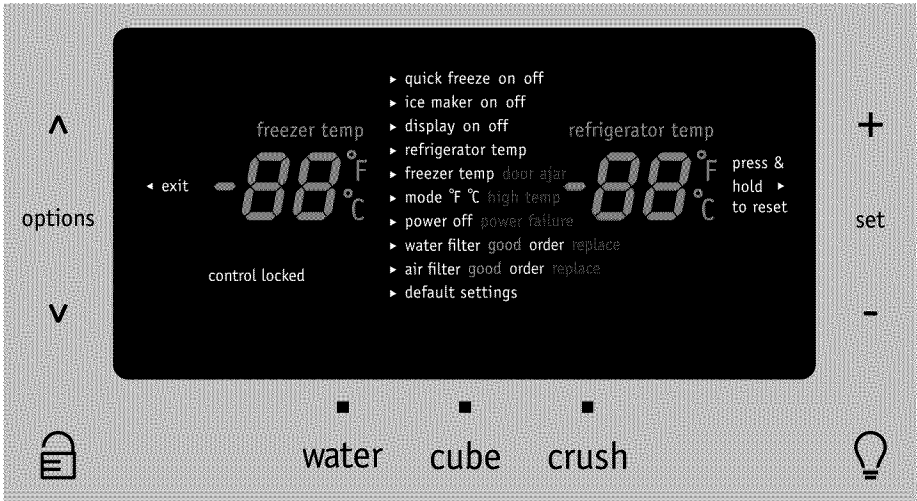 quick freeze on off
ice maker on off
freezer temp
display on off
refrigerator temp
refrigerator temp
-88 °F °C
freezer temp door ajar
-88 °F °C
press &
hold
to reset
exit
mode °F °C high temp
options
power off power failure
set
water filter good order replace
control locked
air filter good order replace
default settings
water cube crush